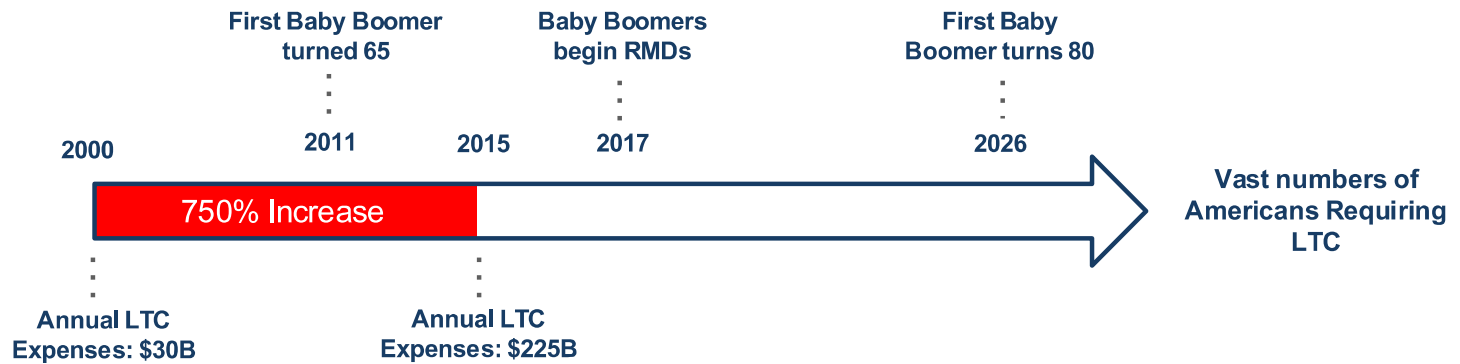 First Baby Boomer
turned 65
Baby Boomers
begin RMDs
First Baby
Boomer turns 80
2000
2011
2015
2017
2026
750% Increase
Vast numbers of
Americans Requiring
LTC
Annual LTC
Expenses: $30B
Annual LTC
Expenses: $225B